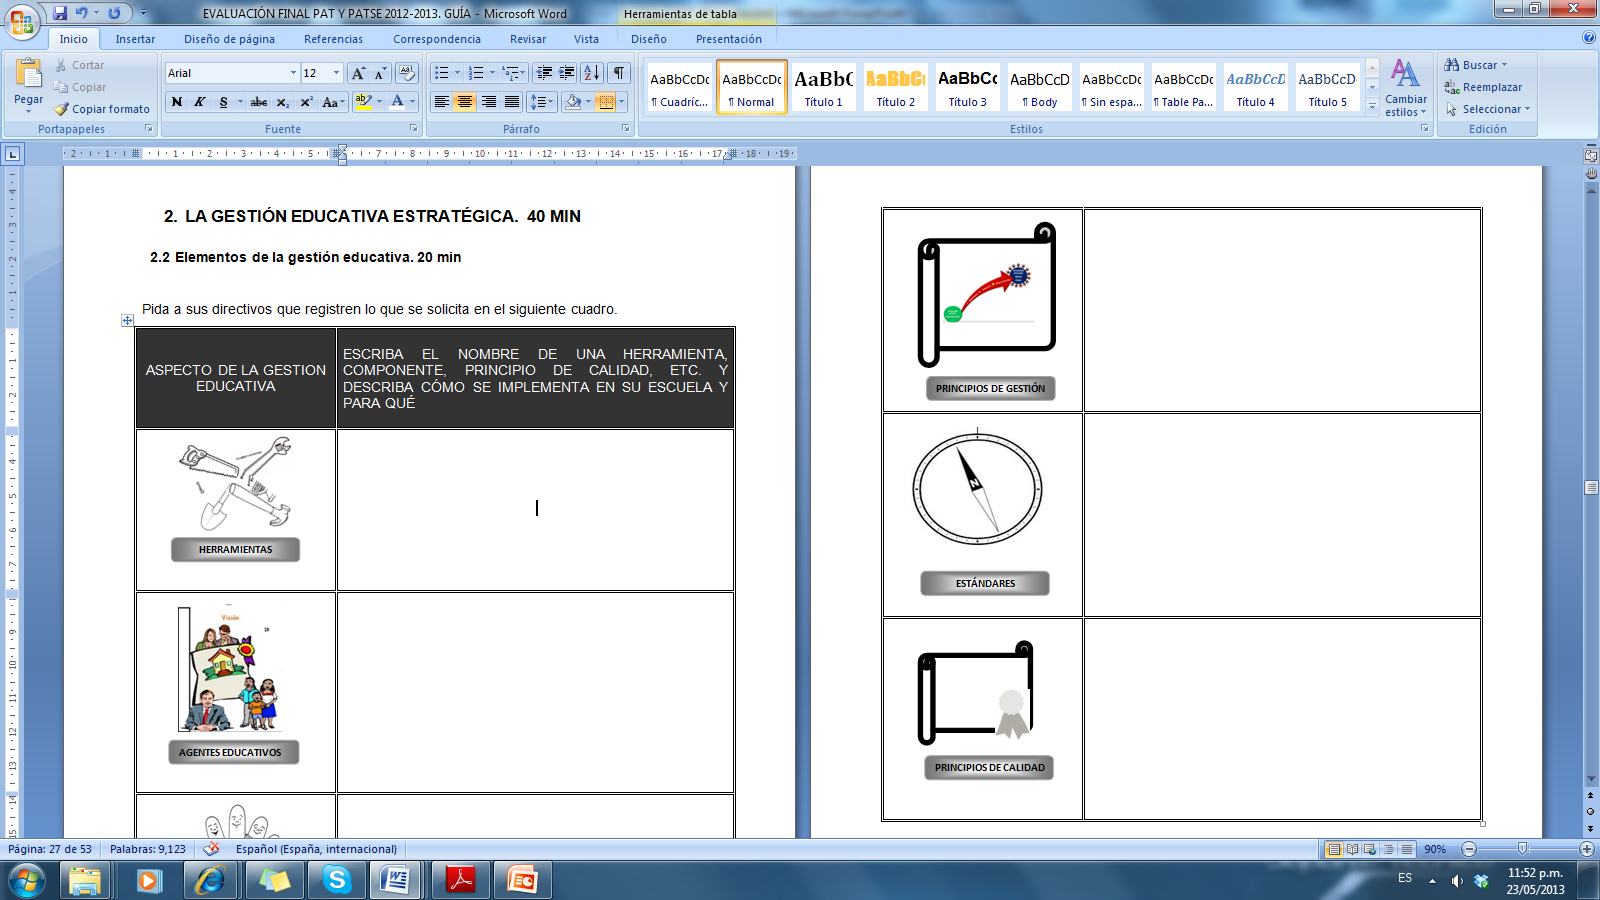 EVALUACIÓN FINAL PAT Y PATSE 2012-2013. GUÍA - Microsoft Word
Herramientas de tabla
Inicio Insertar Diseño de página Referencias Correspondencia Revisar Vista Diseño Presentación
Pegar
Cortar
Copiar
Copiar formato
Portapapeles
Arial 12
N K S abc x₂ x² Aa
Fuente
Párrafo
AaBbCcDc AaBbCcDc AaBbC AaBbC AaBbCc AaBbCcD AaBbCcDc AaBbCcDc AaBbCcD AaBbCcD
¶ Cuadríc... ¶ Normal Título 1 Título 2 Título 3 ¶ Body ¶ Sin espa... ¶ Table Pa... Título 4 Título 5
Estilos
Cambiar estilos
Buscar
Reemplazar
Seleccionar
Edición
2. LA GESTIÓN EDUCATIVA ESTRATÉGICA. 40 MIN
2.2 Elementos de la gestión educativa. 20 min
Pida a sus directivos que registren lo que se solicita en el siguiente cuadro.
ASPECTO DE LA GESTION
EDUCATIVA
ESCRIBA EL NOMBRE DE UNA HERRAMIENTA,
COMPONENTE, PRINCIPIO DE CALIDAD, ETC. Y
DESCRIBA CÓMO SE IMPLEMENTA EN SU ESCUELA Y
PARA QUÉ
HERRAMIENTAS
Visión
19
AGENTES EDUCATIVOS
PRINCIPIOS DE GESTIÓN
N
ESTÁNDARES
PRINCIPIOS DE CALIDAD
Página: 27 de 53 Palabras: 9,123 Español (España, internacional) 90%
ES
11:52 p.m.
23/05/2013